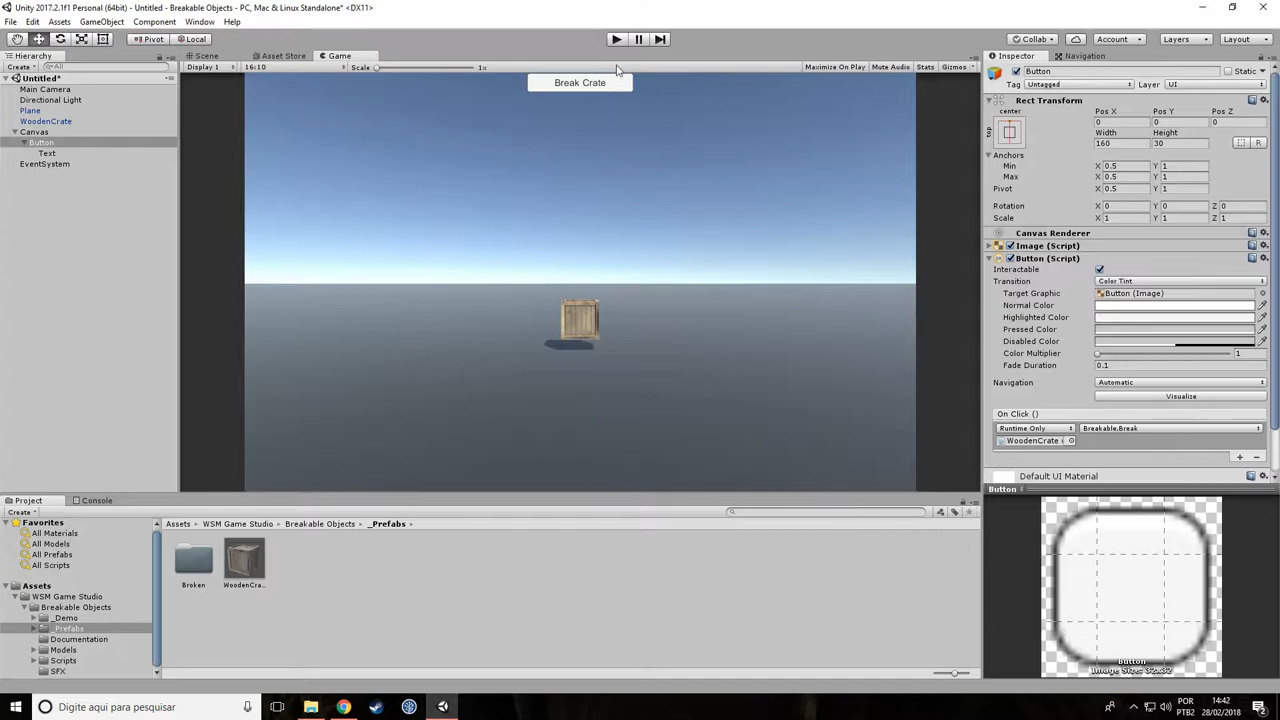 Unity 2017.2.1f1 Personal (64bit) - Untitled - Breakable Objects - PC, Mac & Linux Standalone* <DX11>
File Edit Assets GameObject Component Window Help
Pivot Local Collab Account Layers Layout
Hierarchy
Scene Asset Store Game
Inspector Navigation
Create All
Display 1 16:10 Scale 1x Maximize On Play Mute Audio Stats Gizmos
Button Static
Untitled*
Tag Untagged Layer UI
Main Camera
Break Crate
Directional Light
Rect Transform
Plane
center Pos X Pos Y Pos Z
WoodenCrate
top 0 0 0
Canvas
Width Height
Button
160 30 R
Text
Anchors
EventSystem
Min X 0.5 Y 1
Max X 0.5 Y 1
Pivot X 0.5 Y 1
Rotation X 0 Y 0 Z 0
Scale X 1 Y 1 Z 1
Canvas Renderer
Image (Script)
Button (Script)
Interactable
Transition Color Tint
Target Graphic Button (Image)
Normal Color
Highlighted Color
Pressed Color
Disabled Color
Color Multiplier 1
Fade Duration 0.1
Navigation Automatic
Visualize
On Click ()
Runtime Only Breakable.Break
WoodenCrate
Default UI Material
Button
Project Console
Create
Favorites
All Materials
All Models
All Prefabs
All Scripts
Assets
WSM Game Studio
Breakable Objects
_Demo
_Prefabs
Documentation
Models
Scripts
SFX
Assets WSM Game Studio Breakable Objects _Prefabs
Broken WoodenCra...
Button
Image Size: 32x32
Digite aqui para pesquisar
POR 14:42
PTB2 28/02/2018 2